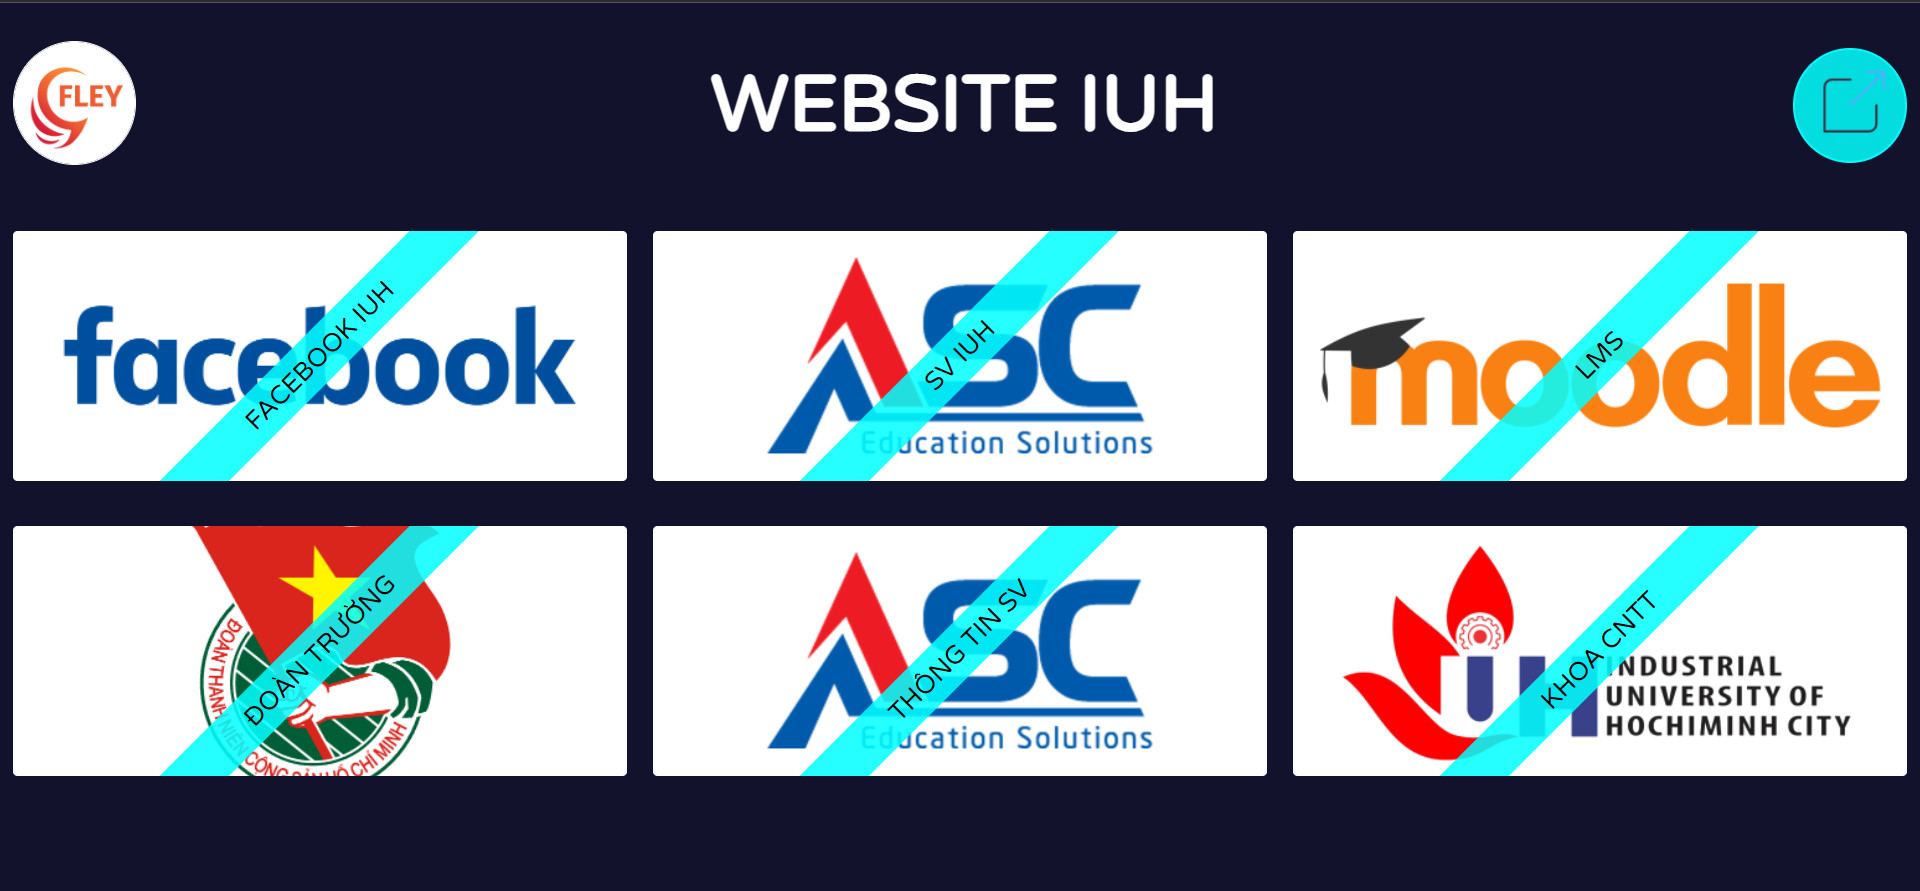 FLEY
WEBSITE IUH
facebook
FACEBOOK IUH
ASC
Education Solutions
SV IUH
moodle
LMS
ĐOÀN THANH NIÊN CỘNG SẢN HỒ CHÍ MINH
ĐOÀN TRƯỜNG
ASC
Education Solutions
THÔNG TIN SV
IUH
INDUSTRIAL
UNIVERSITY OF
HOCHIMINH CITY
KHOA CNTT